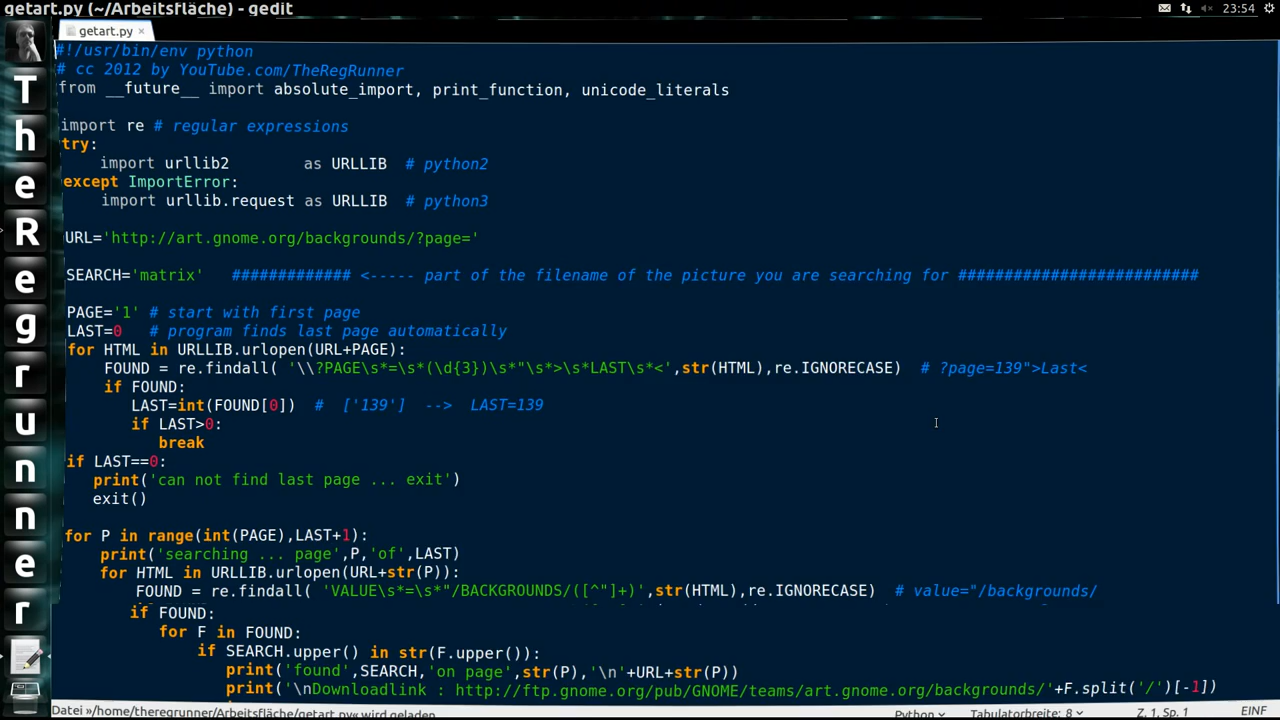 getart.py (~/Arbeitsfläche) - gedit
23:54
getart.py ×
#!/usr/bin/env python
# cc 2012 by YouTube.com/TheRegRunner
from __future__ import absolute_import, print_function, unicode_literals
import re # regular expressions
try:
import urllib2 as URLLIB # python2
except ImportError:
import urllib.request as URLLIB # python3
URL='http://art.gnome.org/backgrounds/?page='
SEARCH='matrix' ############# <----- part of the filename of the picture you are searching for ##########################
PAGE='1' # start with first page
LAST=0 # program finds last page automatically
for HTML in URLLIB.urlopen(URL+PAGE):
FOUND = re.findall( '\\?PAGE\s*=\s*(\d{3})\s*"\s*>\s*LAST\s*<',str(HTML),re.IGNORECASE) # ?page=139">Last<
if FOUND:
LAST=int(FOUND[0]) # ['139'] --> LAST=139
if LAST>0:
break
if LAST==0:
print('can not find last page ... exit')
exit()
for P in range(int(PAGE),LAST+1):
print('searching ... page',P,'of',LAST)
for HTML in URLLIB.urlopen(URL+str(P)):
FOUND = re.findall( 'VALUE\s*=\s*"/BACKGROUNDS/([^"]+)',str(HTML),re.IGNORECASE) # value="/backgrounds/
if FOUND:
for F in FOUND:
if SEARCH.upper() in str(F.upper()):
print('found',SEARCH,'on page',str(P),'\n'+URL+str(P))
print('\nDownloadlink : http://ftp.gnome.org/pub/GNOME/teams/art.gnome.org/backgrounds/'+F.split('/')[-1])
Datei »/home/theregrunner/Arbeitsfläche/getart.py« wird geladen
Python
Tabulatorbreite: 8
Z. 1, Sp. 1
EINF
T
h
e
R
e
g
r
u
n
n
e
r